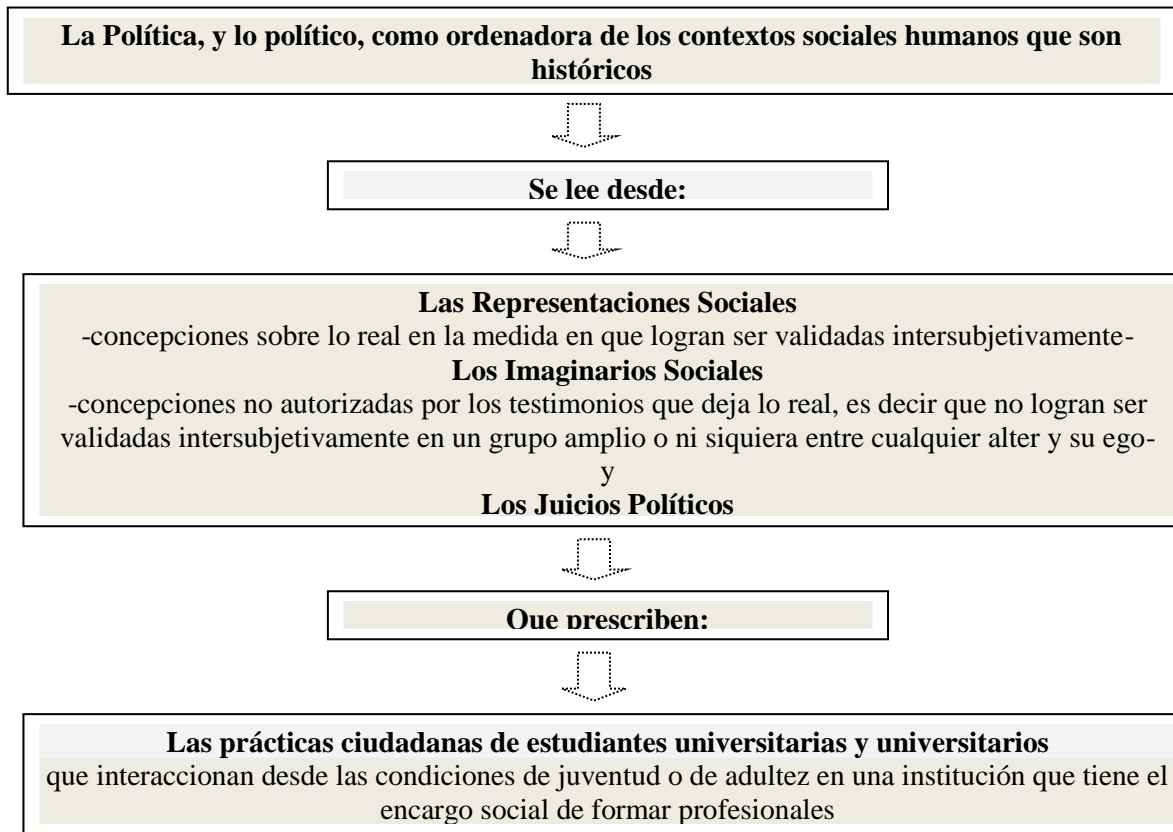 La Política, y lo político, como ordenadora de los contextos sociales humanos que son
históricos
Se lee desde:
Las Representaciones Sociales
-concepciones sobre lo real en la medida en que logran ser validadas intersubjetivamente-
Los Imaginarios Sociales
-concepciones no autorizadas por los testimonios que deja lo real, es decir que no logran ser
validadas intersubjetivamente en un grupo amplio o ni siquiera entre cualquier alter y su ego-
y
Los Juicios Políticos
Que prescriben:
Las prácticas ciudadanas de estudiantes universitarias y universitarios
que interaccionan desde las condiciones de juventud o de adultez en una institución que tiene el
encargo social de formar profesionales